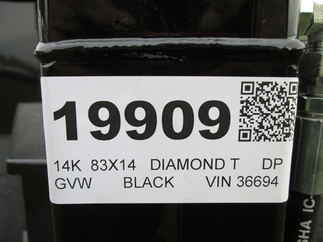 19909
14K 83X14 DIAMOND T DP
GVW BLACK VIN 36694